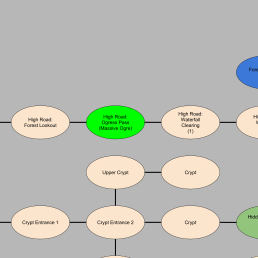 High Road:
Forest Lookout
High Road:
Ogress Pass
(Massive Ogre)
High Road:
Waterfall
Clearing
(1)
Upper Crypt
Crypt
Crypt Entrance 1
Crypt Entrance 2
Crypt